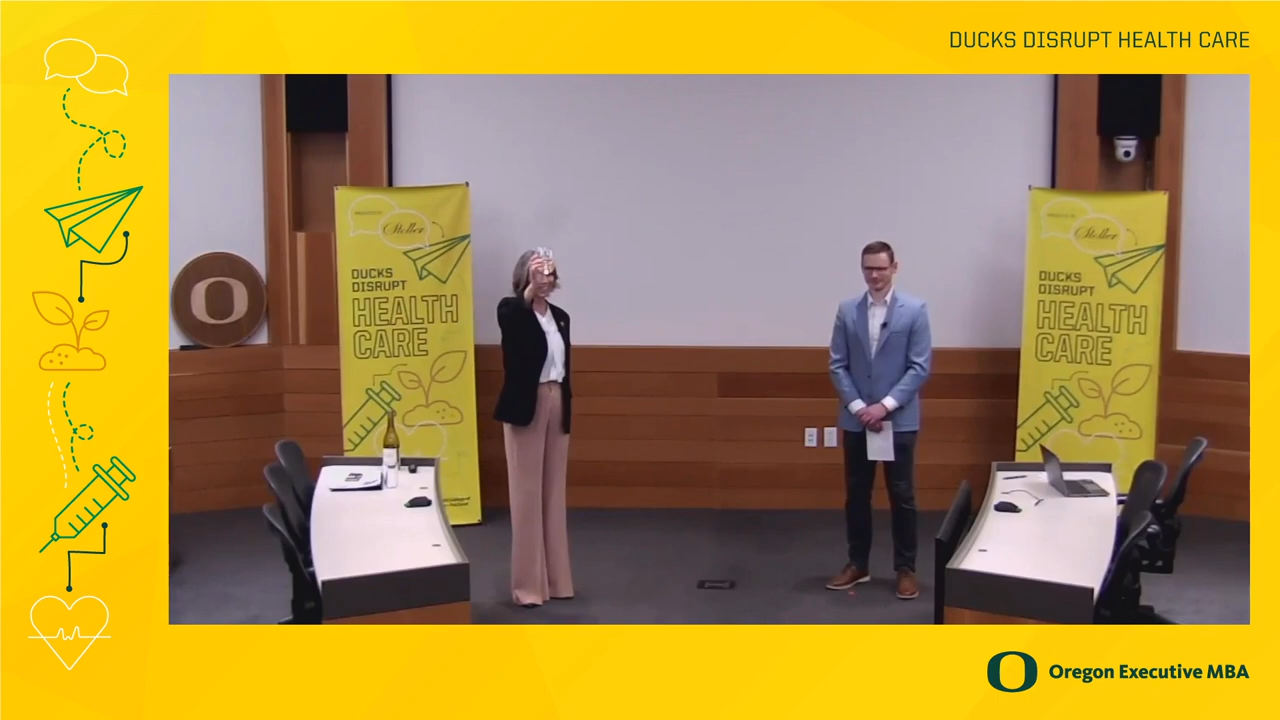 DUCKS DISRUPT HEALTH CARE
Stoller
DUCKS
DISRUPT
HEALTH
CARE
Stoller
DUCKS
DISRUPT
HEALTH
CARE
O
O Oregon Executive MBA